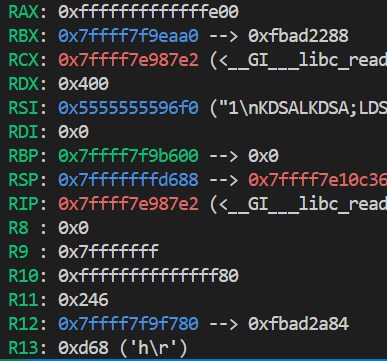 RAX: 0xfffffffffffffe00
RBX: 0x7ffff7f9eaa0 --> 0xfbad2288
RCX: 0x7ffff7e987e2 (<__GI___libc_read
RDX: 0x400
RSI: 0x5555555596f0 ("1\nKDSALKDSA;LDS
RDI: 0x0
RBP: 0x7ffff7f9b600 --> 0x0
RSP: 0x7fffffffd688 --> 0x7ffff7e10c36
RIP: 0x7ffff7e987e2 (<__GI___libc_read
R8 : 0x0
R9 : 0x7fffffff
R10: 0xffffffffffffff80
R11: 0x246
R12: 0x7ffff7f9f780 --> 0xfbad2a84
R13: 0xd68 ('h\r')